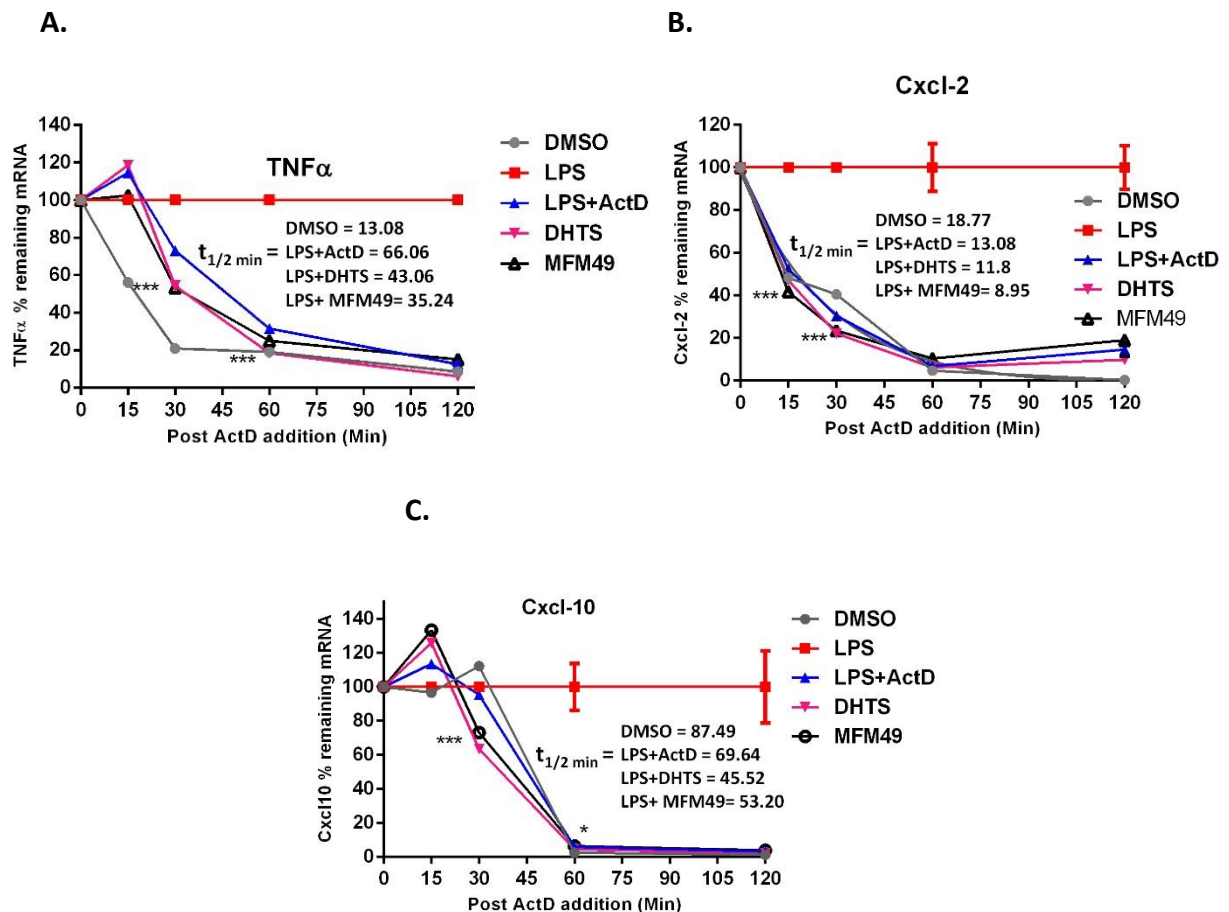 A.
TNFα % remaining mRNA
140
120
100
80
60
40
20
0
TNFα
DMSO = 13.08
t1/2 min = LPS+ActD = 66.06
LPS+DHTS = 43.06
LPS+ MFM49= 35.24
***
***
0 15 30 45 60 75 90 105 120
Post ActD addition (Min)
DMSO
LPS
LPS+ActD
DHTS
MFM49
B.
Cxcl-2
Cxcl-2 % remaining mRNA
120
100
80
60
40
20
0
DMSO = 18.77
t1/2 min = LPS+ActD = 13.08
LPS+DHTS = 11.8
LPS+ MFM49= 8.95
***
***
0 15 30 45 60 75 90 105 120
Post ActD addition (Min)
DMSO
LPS
LPS+ActD
DHTS
MFM49
C.
Cxcl-10
Cxcl10 % remaining mRNA
140
120
100
80
60
40
20
0
DMSO = 87.49
t1/2 min = LPS+ActD = 69.64
LPS+DHTS = 45.52
LPS+ MFM49= 53.20
***
*
0 15 30 45 60 75 90 105 120
Post ActD addition (Min)
DMSO
LPS
LPS+ActD
DHTS
MFM49